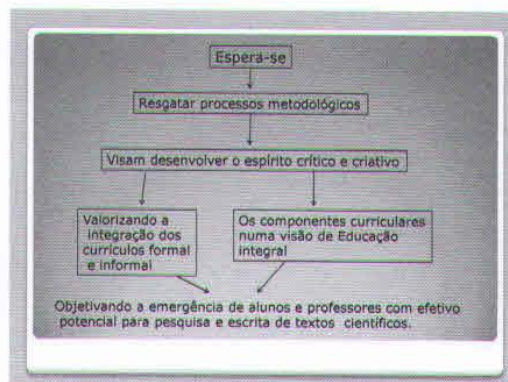 Espera-se
Resgatar processos metodológicos
Visam desenvolver o espírito crítico e criativo
Valorizando a
integração dos
currículos formal
e informal
Os componentes curriculares
numa visão de Educação
integral
Objetivando a emergência de alunos e professores com efetivo
potencial para pesquisa e escrita de textos científicos.